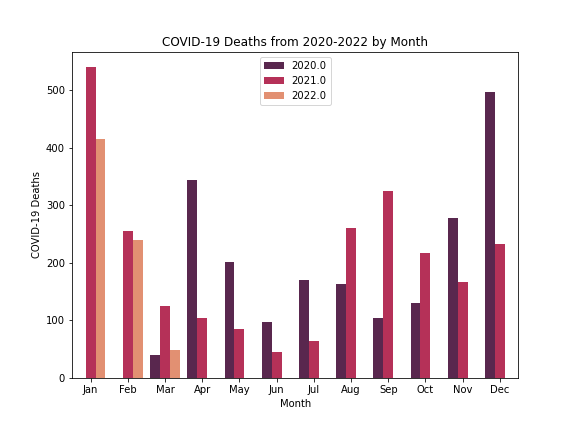 COVID-19 Deaths from 2020-2022 by Month
2020.0
2021.0
2022.0
500
400
300
200
100
0
COVID-19 Deaths
Jan Feb Mar Apr May Jun Jul Aug Sep Oct Nov Dec
Month